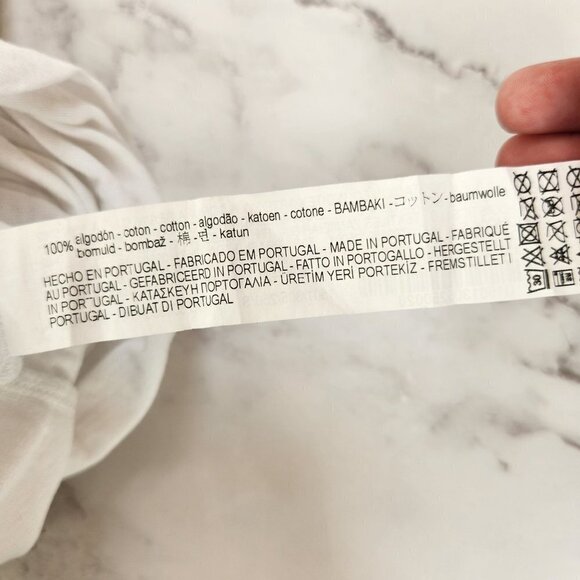 100% algodón - coton - cotton - algodão - katoen - cotone - BAMBAKI - コットン - baumwolle
bomuld - bombaž - 棉 - 면 - katun
HECHO EN PORTUGAL - FABRICADO EM PORTUGAL - MADE IN PORTUGAL - FABRIQUÉ
AU PORTUGAL - GEFABRICEERD IN PORTUGAL - FATTO IN PORTOGALLO - HERGESTELLT
IN PORTUGAL - ΚΑΤΑΣΚΕΥΗ ΠΟΡΤΟΓΑΛΙΑ - ÜRETİM YERİ PORTEKİZ - FREMSTILLET I
PORTUGAL - DIBUAT DI PORTUGAL